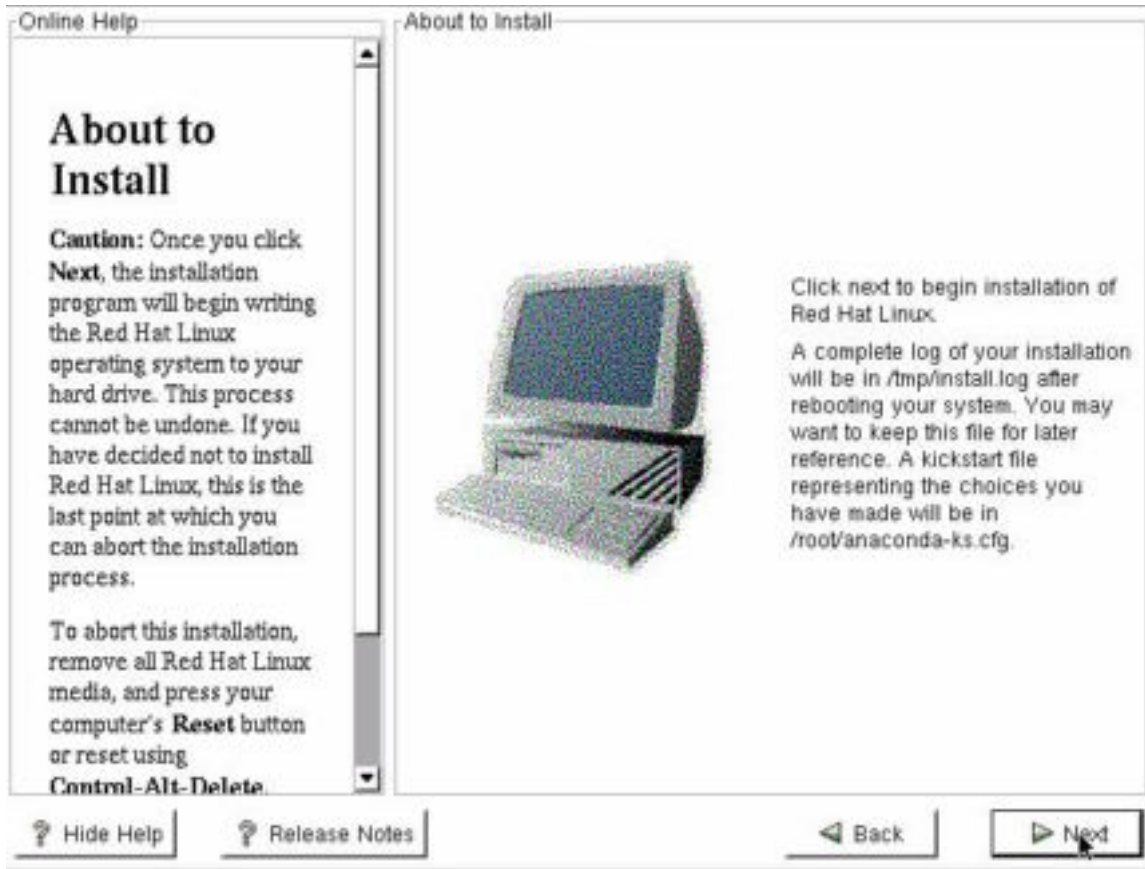 Online Help
About to
Install
Caution: Once you click
Next, the installation
program will begin writing
the Red Hat Linux
operating system to your
hard drive. This process
cannot be undone. If you
have decided not to install
Red Hat Linux, this is the
last point at which you
can abort the installation
process.
To abort this installation,
remove all Red Hat Linux
media, and press your
computer's Reset button
or reset using
Control-Alt-Delete.
About to Install
Click next to begin installation of
Red Hat Linux.
A complete log of your installation
will be in /tmp/install.log after
rebooting your system. You may
want to keep this file for later
reference. A kickstart file
representing the choices you
have made will be in
/root/anaconda-ks.cfg.
Hide Help
Release Notes
Back
Next